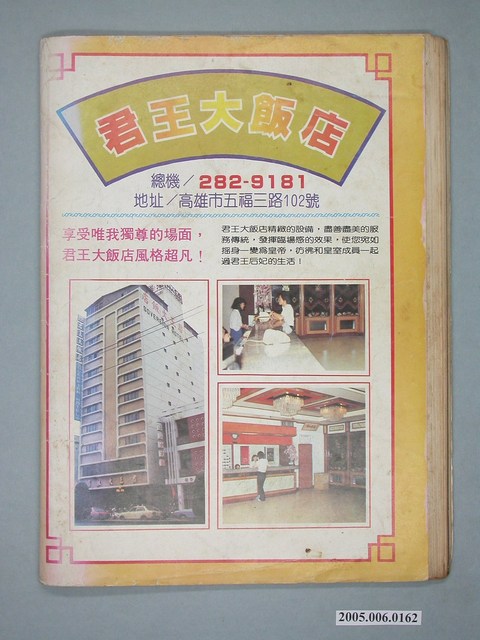 君王大飯店
總機／282-9181
地址／高雄市五福三路102號
享受唯我獨尊的場面，
君王大飯店風格超凡！
君王大飯店精緻的設備，盡善盡美的服
務傳統，發揮臨場感的效果，使您宛如
搖身一變為皇帝，彷彿和皇室成員一起
過君王后妃的生活！
2005.006.0162